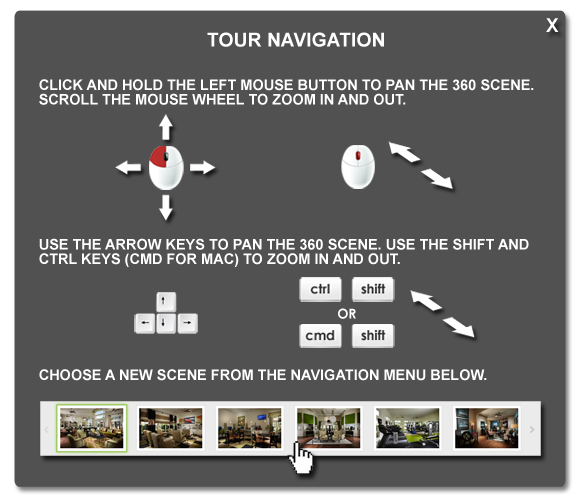 X
TOUR NAVIGATION
CLICK AND HOLD THE LEFT MOUSE BUTTON TO PAN THE 360 SCENE.
SCROLL THE MOUSE WHEEL TO ZOOM IN AND OUT.
USE THE ARROW KEYS TO PAN THE 360 SCENE. USE THE SHIFT AND
CTRL KEYS (CMD FOR MAC) TO ZOOM IN AND OUT.
ctrl shift
OR
cmd shift
CHOOSE A NEW SCENE FROM THE NAVIGATION MENU BELOW.